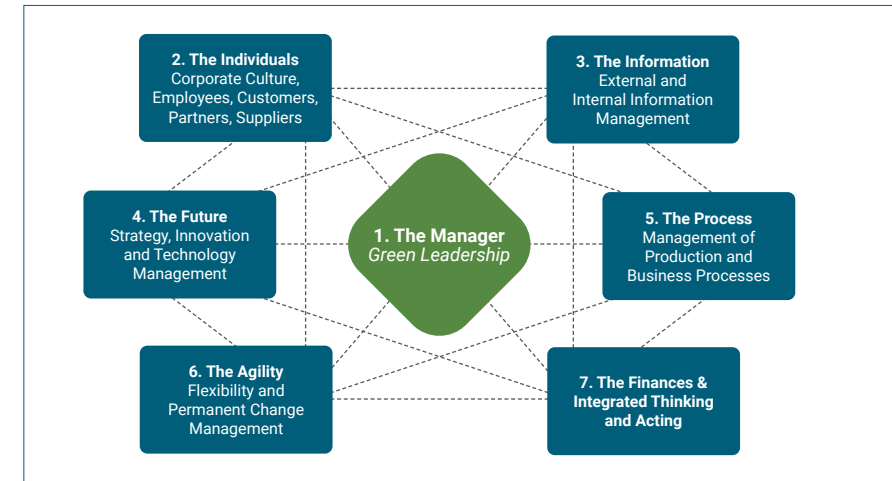 2. The Individuals
Corporate Culture,
Employees, Customers,
Partners, Suppliers
3. The Information
External and
Internal Information
Management
4. The Future
Strategy, Innovation
and Technology
Management
1. The Manager
Green Leadership
5. The Process
Management of
Production and
Business Processes
6. The Agility
Flexibility and
Permanent Change
Management
7. The Finances &
Integrated Thinking
and Acting